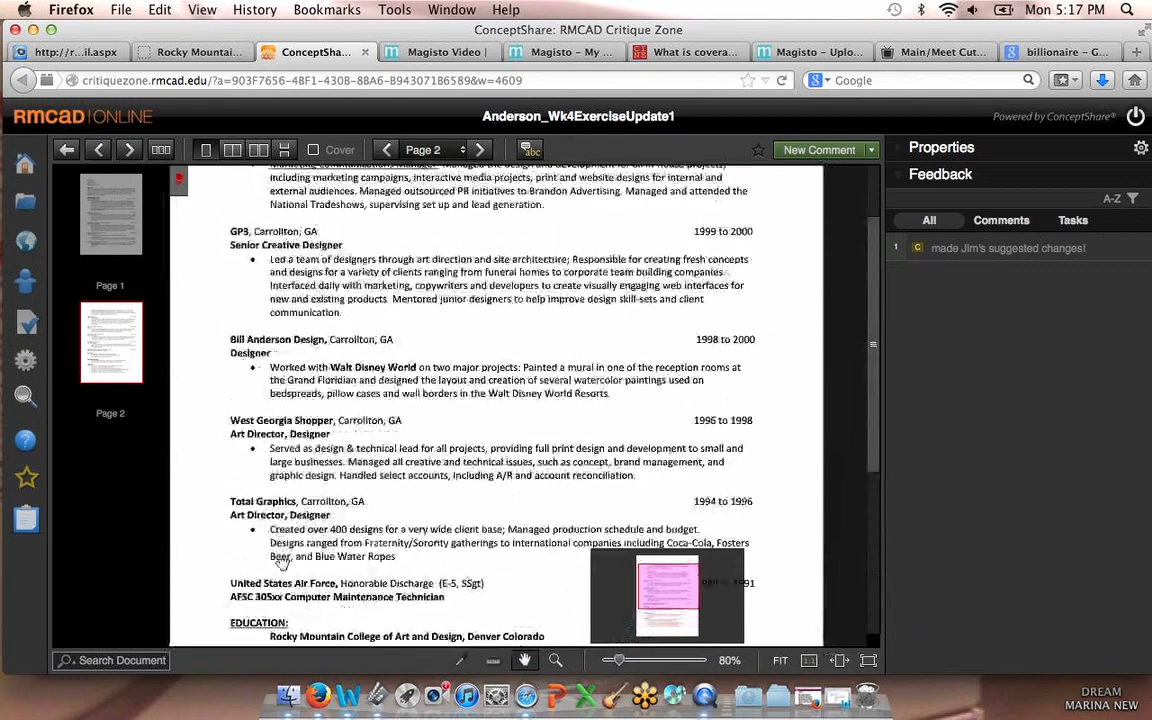 Firefox File Edit View History Bookmarks Tools Window Help Mon 5:17 PM
ConceptShare: RMCAD Critique Zone
http://r...il.aspx Rocky Mountai... ConceptSha... Magisto Video | Magisto - My ... What is covera... Magisto - Uplo... Main/Meet Cut... billionaire - G...
critiquezone.rmcad.edu/?a=903F7656-4BF1-430B-8BA6-B94307186589&w=4609 Google
RMCAD|ONLINE Anderson_Wk4ExerciseUpdate1 Powered by ConceptShare®
Cover Page 2 abc New Comment
Properties
Feedback
A-Z
All Comments Tasks
1 C made Jim's suggested changes!
Page 1
Page 2
including marketing campaigns, interactive media projects, print and website designs for internal and
external audiences. Managed outsourced PR initiatives to Brandon Advertising. Managed and attended the
National Tradeshows, supervising set up and lead generation.
GP3, Carrollton, GA 1999 to 2000
Senior Creative Designer
• Led a team of designers through art direction and site architecture; Responsible for creating fresh concepts
and designs for a variety of clients ranging from funeral homes to corporate team building companies.
Interfaced daily with marketing, copywriters and developers to create visually engaging web interfaces for
new and existing products. Mentored junior designers to help improve design skill-sets and client
communication.
Bill Anderson Design, Carrollton, GA 1998 to 2000
Designer
• Worked with Walt Disney World on two major projects: Painted a mural in one of the reception rooms at
the Grand Floridian and designed the layout and creation of several watercolor paintings used on
bedspreads, pillow cases and wall borders in the Walt Disney World Resorts.
West Georgia Shopper, Carrollton, GA 1996 to 1998
Art Director, Designer
• Served as design & technical lead for all projects, providing full print design and development to small and
large businesses. Managed all creative and technical issues, such as concept, brand management, and
graphic design. Handled select accounts, including A/R and account reconciliation.
Total Graphics, Carrollton, GA 1994 to 1996
Art Director, Designer
• Created over 400 designs for a very wide client base; Managed production schedule and budget.
Designs ranged from Fraternity/Sorority gatherings to international companies including Coca-Cola, Fosters
Beer, and Blue Water Ropes
United States Air Force, Honorable Discharge (E-5, SSgt)
AFSC 305xx Computer Maintenance Technician
EDUCATION:
Rocky Mountain College of Art and Design, Denver Colorado
Search Document 80% FIT 1:1
DREAM
MARINA NEW